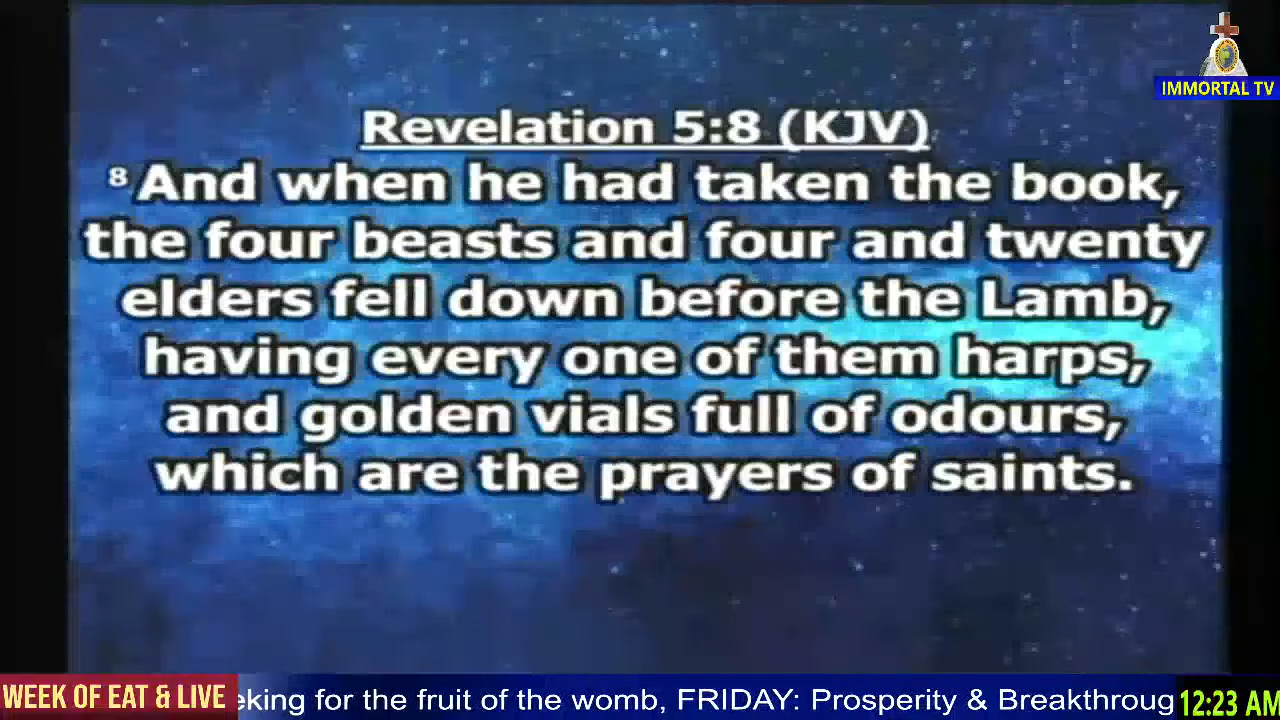 IMMORTAL TV
Revelation 5:8 (KJV)
8 And when he had taken the book,
the four beasts and four and twenty
elders fell down before the Lamb,
having every one of them harps,
and golden vials full of odours,
which are the prayers of saints.
WEEK OF EAT & LIVE
eking for the fruit of the womb, FRIDAY: Prosperity & Breakthroug
12:23 AM